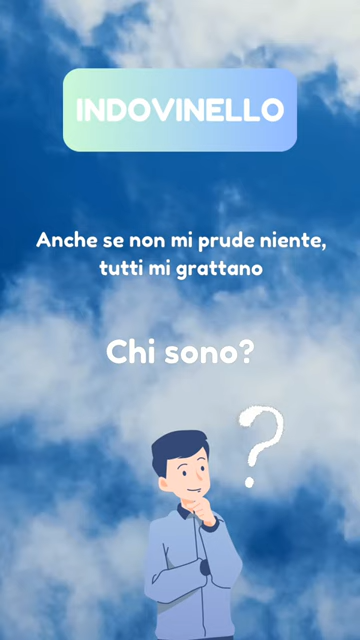 INDOVINELLO
Anche se non mi prude niente,
tutti mi grattano
Chi sono?
?